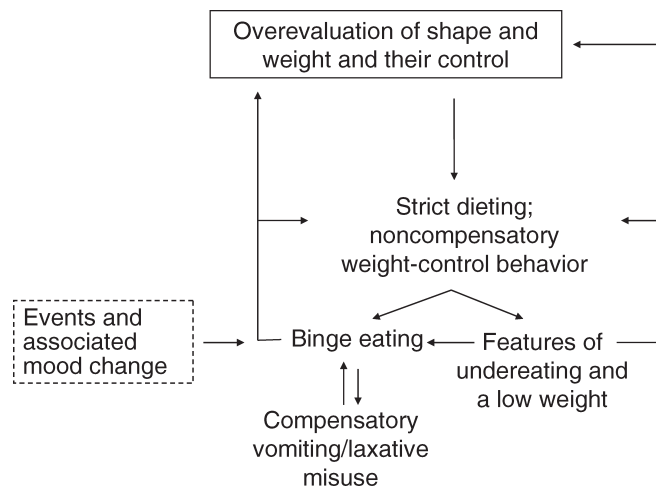 Overevaluation of shape and
weight and their control
Strict dieting;
noncompensatory
weight-control behavior
Events and
associated
mood change
Binge eating
Features of
undereating and
a low weight
Compensatory
vomiting/laxative
misuse